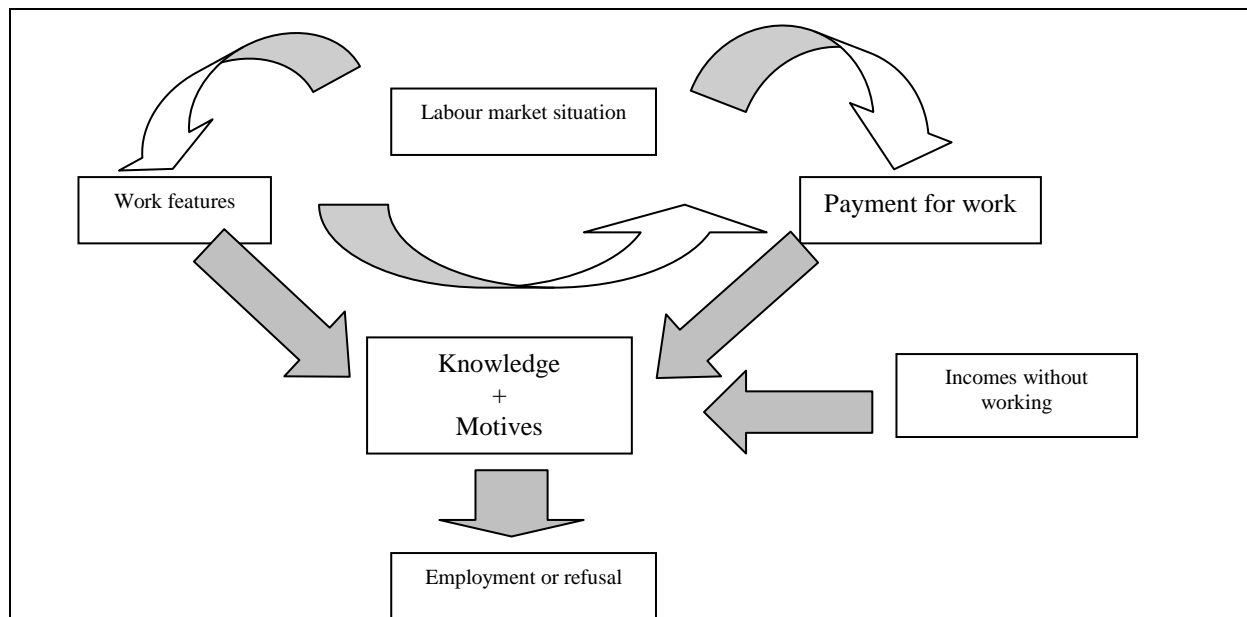 Labour market situation
Work features
Payment for work
Knowledge
+
Motives
Incomes without
working
Employment or refusal